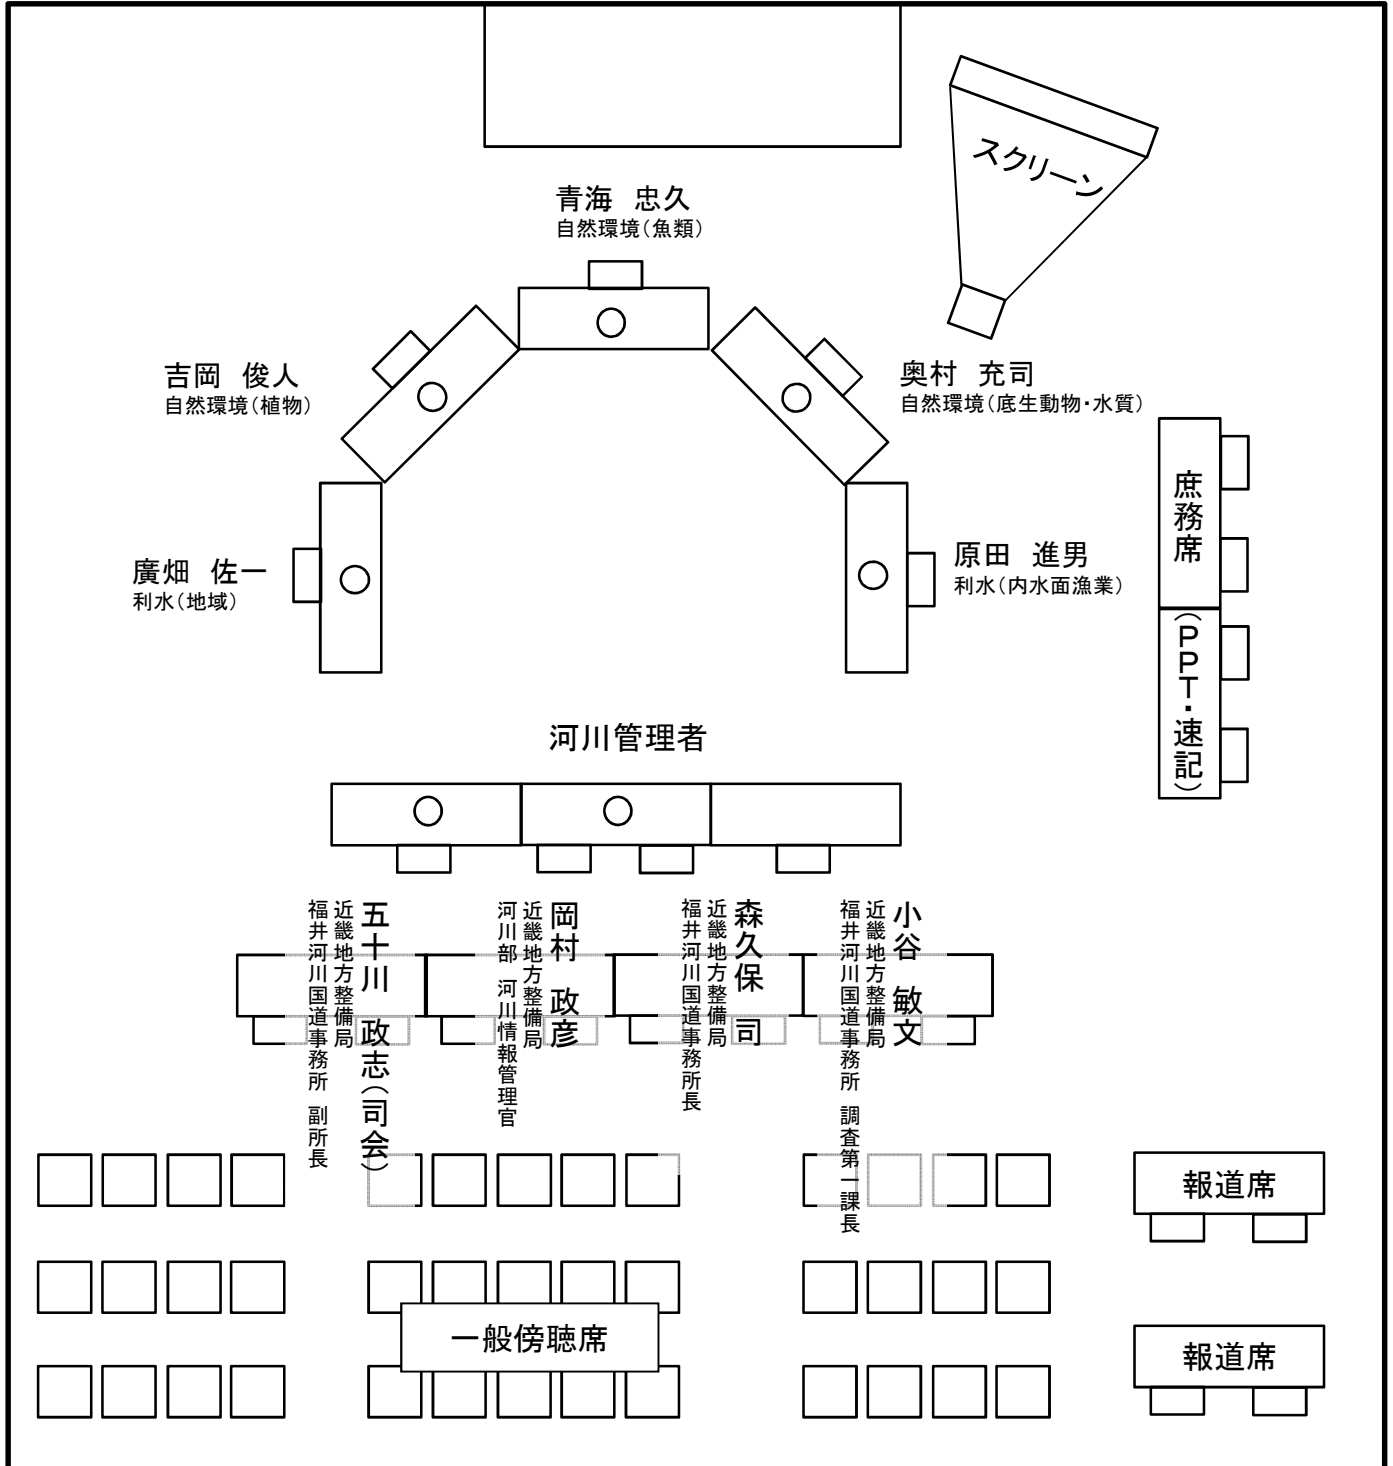 スクリーン
青海 忠久
自然環境(魚類)
吉岡 俊人
自然環境(植物)
奥村 充司
自然環境(底生動物・水質)
廣畑 佐一
利水(地域)
原田 進男
利水(内水面漁業)
庶務席
(PPT・速記)
河川管理者
五十川 政志(司会)
近畿地方整備局
福井河川国道事務所 副所長
岡村 政彦
近畿地方整備局
河川部 河川情報管理官
森久保 司
近畿地方整備局
福井河川国道事務所長
小谷 敏文
近畿地方整備局
福井河川国道事務所 調査第一課長
報道席
一般傍聴席
報道席